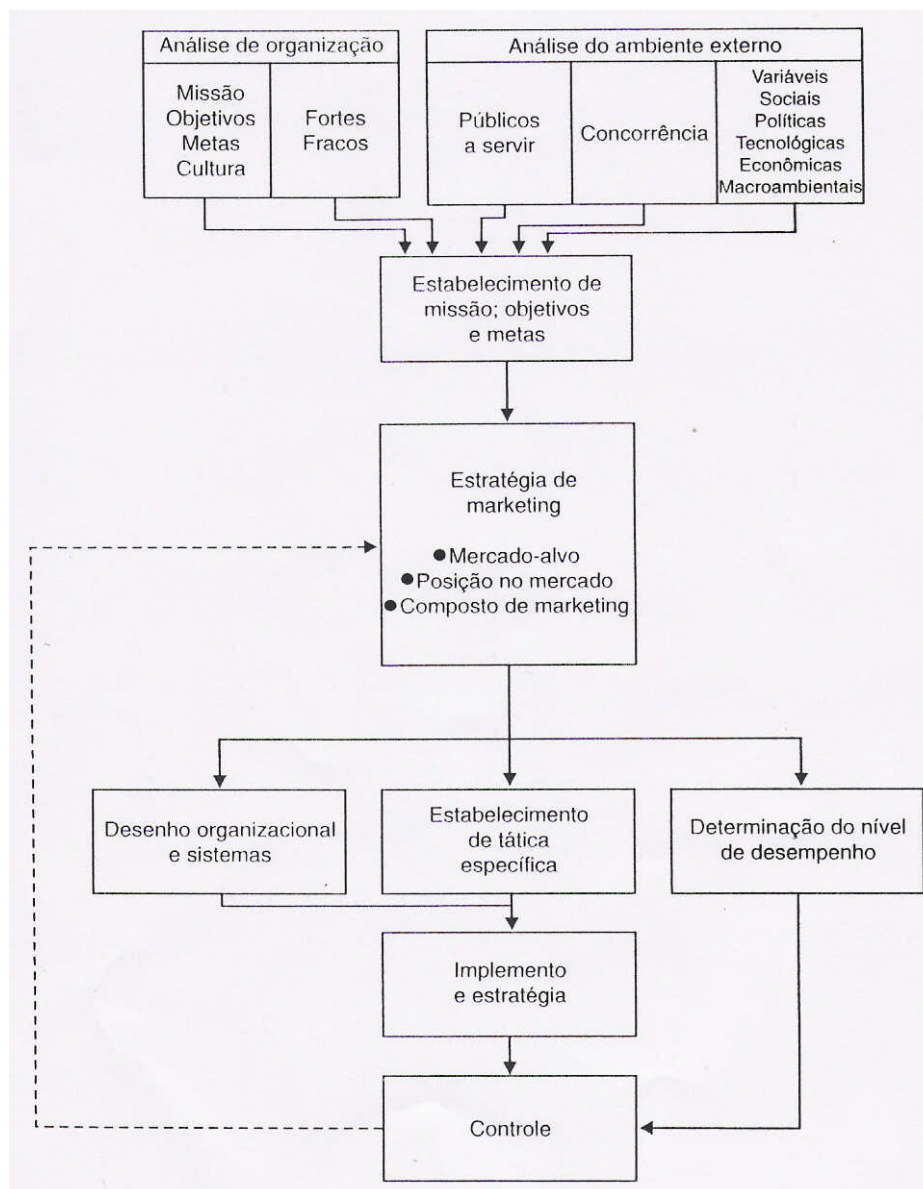 Análise de organização
Missão
Objetivos
Metas
Cultura
Fortes
Fracos
Análise do ambiente externo
Públicos
a servir
Concorrência
Variáveis
Sociais
Políticas
Tecnológicas
Econômicas
Macroambientais
Estabelecimento de
missão; objetivos
e metas
Estratégia de
marketing
● Mercado-alvo
● Posição no mercado
● Composto de marketing
Desenho organizacional
e sistemas
Estabelecimento
de tática
específica
Determinação do nível
de desempenho
Implemento
e estratégia
Controle